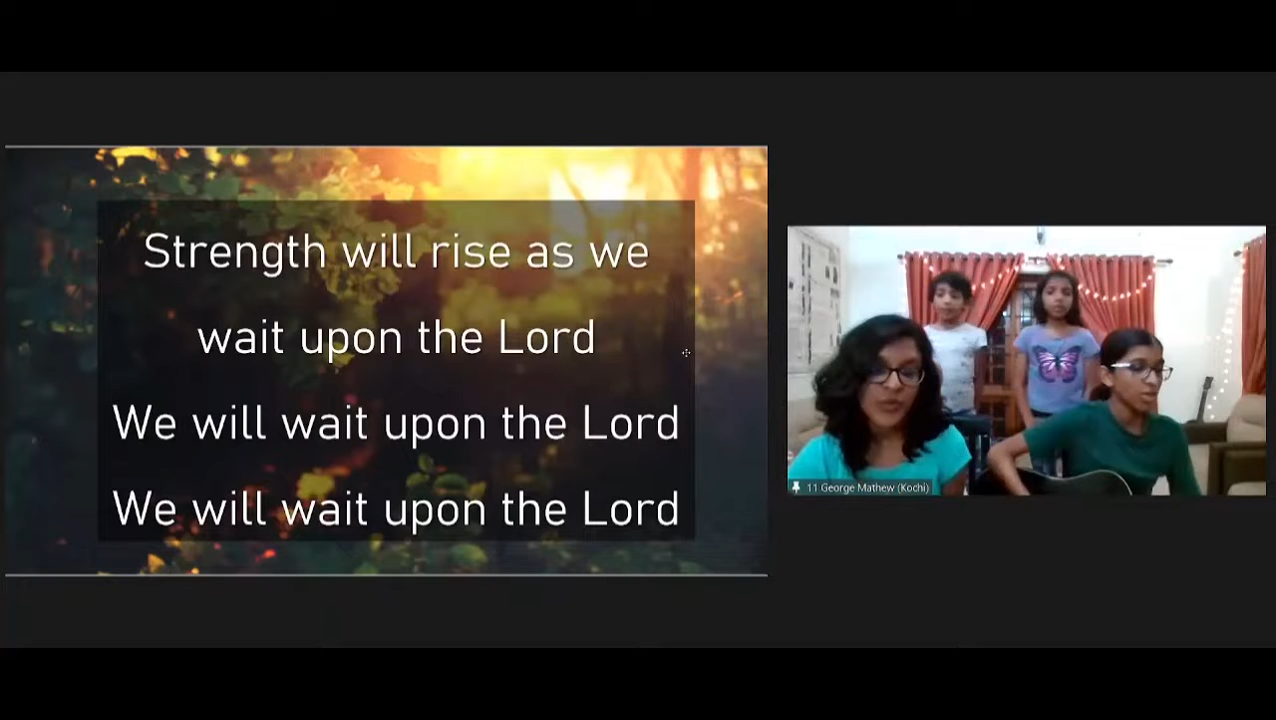 Strength will rise as we
wait upon the Lord
We will wait upon the Lord
We will wait upon the Lord
11 George Mathew (Kochi)